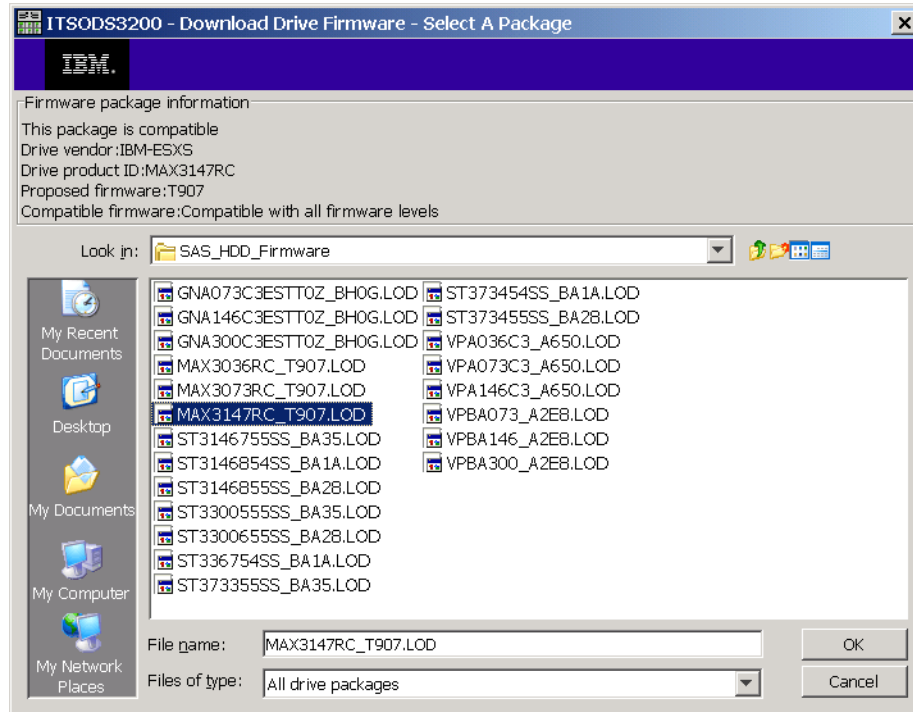 ITSODS3200 - Download Drive Firmware - Select A Package
IBM.
Firmware package information
This package is compatible
Drive vendor:IBM-ESXS
Drive product ID:MAX3147RC
Proposed firmware:T907
Compatible firmware:Compatible with all firmware levels
Look in:
SAS_HDD_Firmware
My Recent
Documents
Desktop
My Documents
My Computer
My Network
Places
GNA073C3ESTT0Z_BH0G.LOD
GNA146C3ESTT0Z_BH0G.LOD
GNA300C3ESTT0Z_BH0G.LOD
MAX3036RC_T907.LOD
MAX3073RC_T907.LOD
MAX3147RC_T907.LOD
ST3146755SS_BA35.LOD
ST3146854SS_BA1A.LOD
ST3146855SS_BA28.LOD
ST3300555SS_BA35.LOD
ST3300655SS_BA28.LOD
ST336754SS_BA1A.LOD
ST373355SS_BA35.LOD
ST373454SS_BA1A.LOD
ST373455SS_BA28.LOD
VPA036C3_A650.LOD
VPA073C3_A650.LOD
VPA146C3_A650.LOD
VPBA073_A2E8.LOD
VPBA146_A2E8.LOD
VPBA300_A2E8.LOD
File name:
MAX3147RC_T907.LOD
OK
Files of type:
All drive packages
Cancel